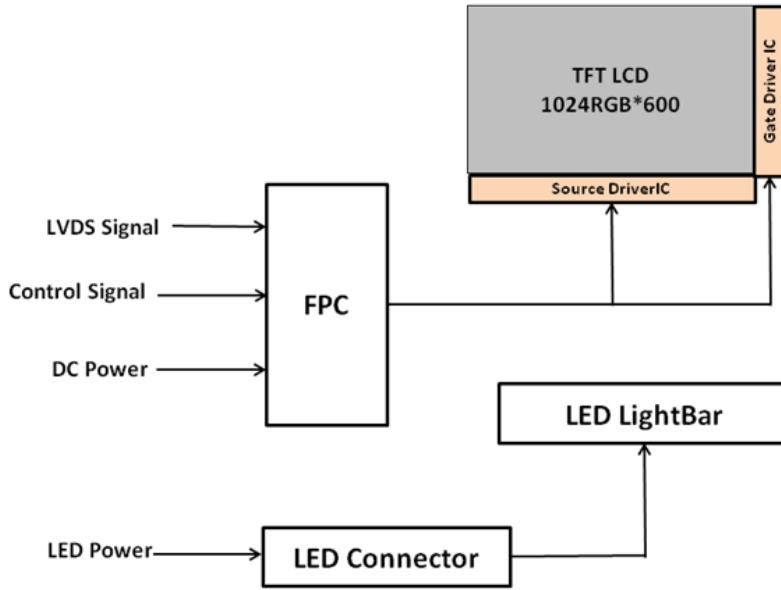 TFT LCD
1024RGB*600
Gate Driver IC
Source DriverIC
LVDS Signal
Control Signal
FPC
DC Power
LED LightBar
LED Power
LED Connector